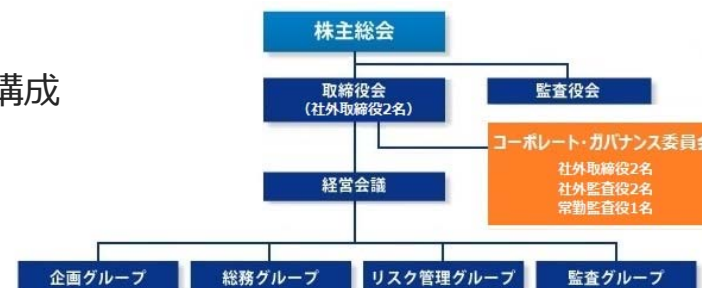 株主総会
構成
取締役会
（社外取締役2名）
監査役会
コーポレート・ガバナンス委員会
社外取締役2名
社外監査役2名
常勤監査役1名
経営会議
企画グループ
総務グループ
リスク管理グループ
監査グループ